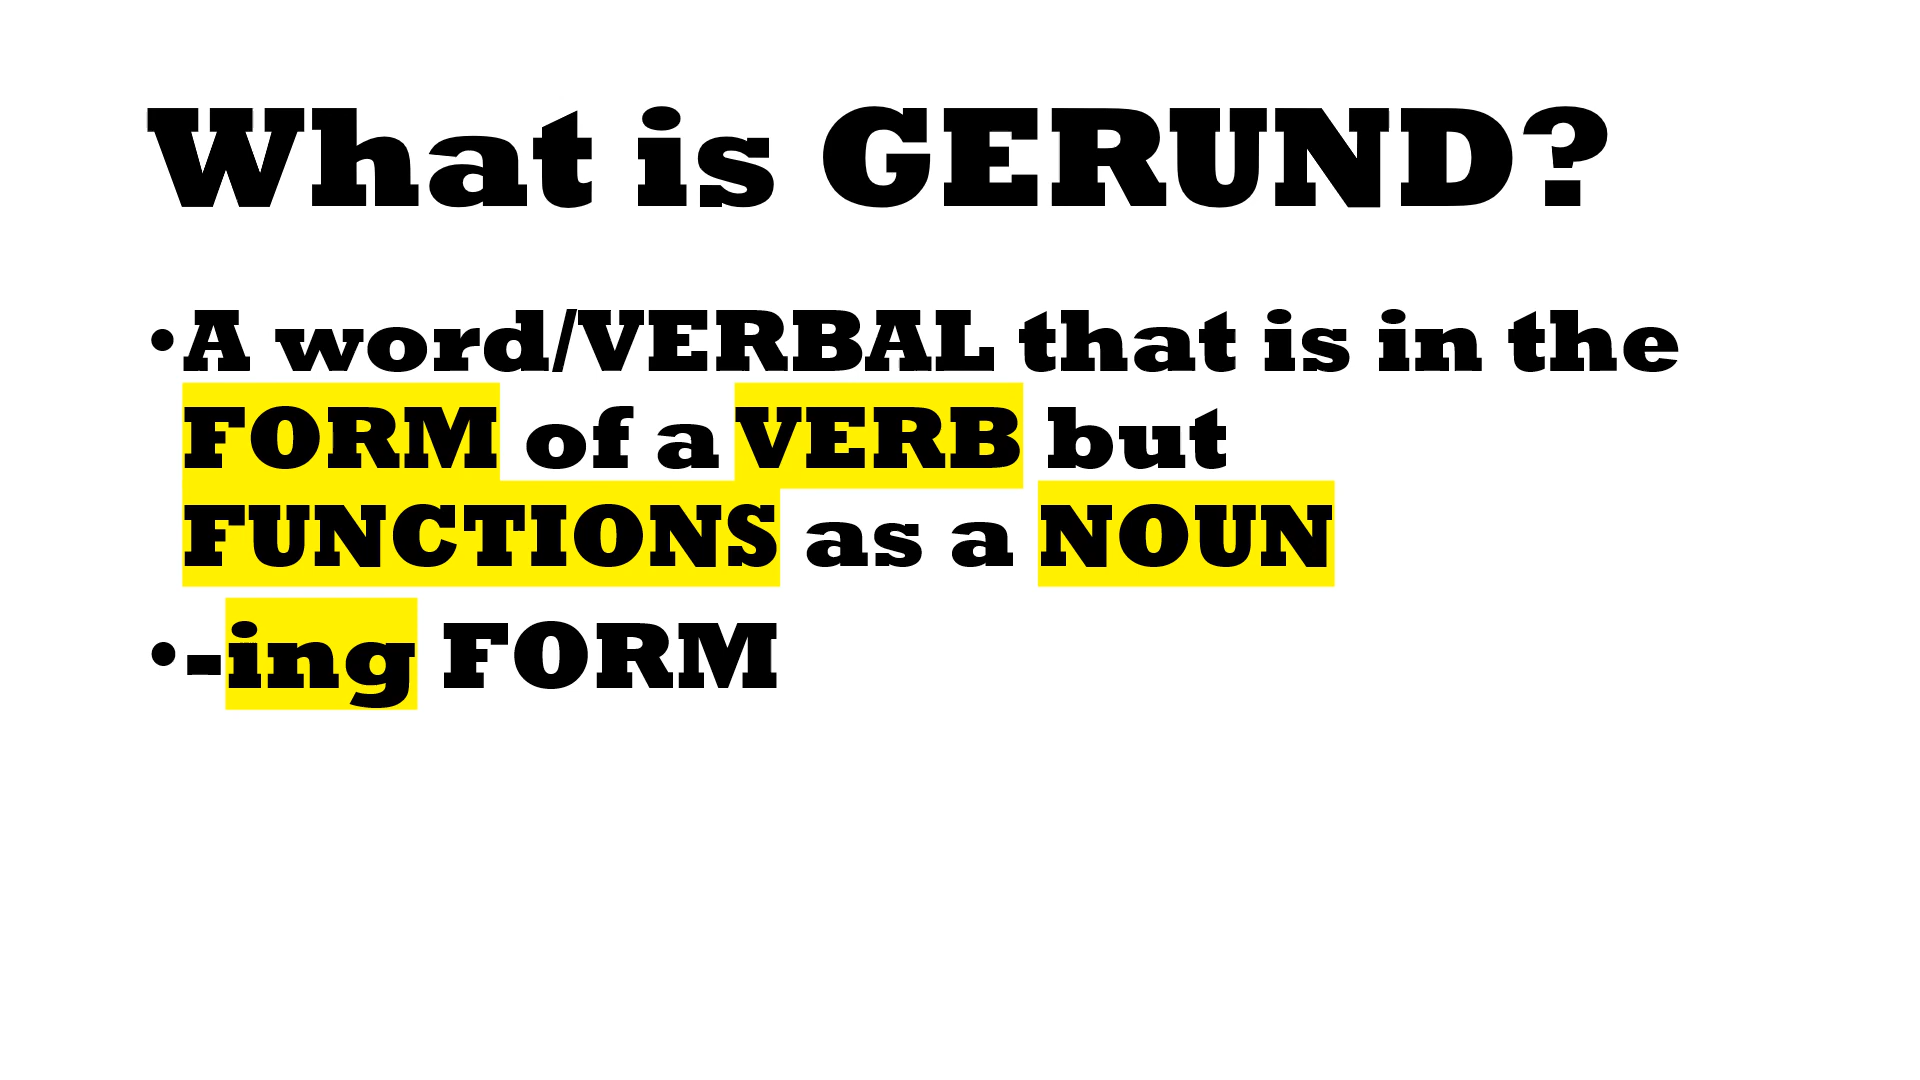 What is GERUND?
•A word/VERBAL that is in the
FORM of a VERB but
FUNCTIONS as a NOUN
•-ing FORM